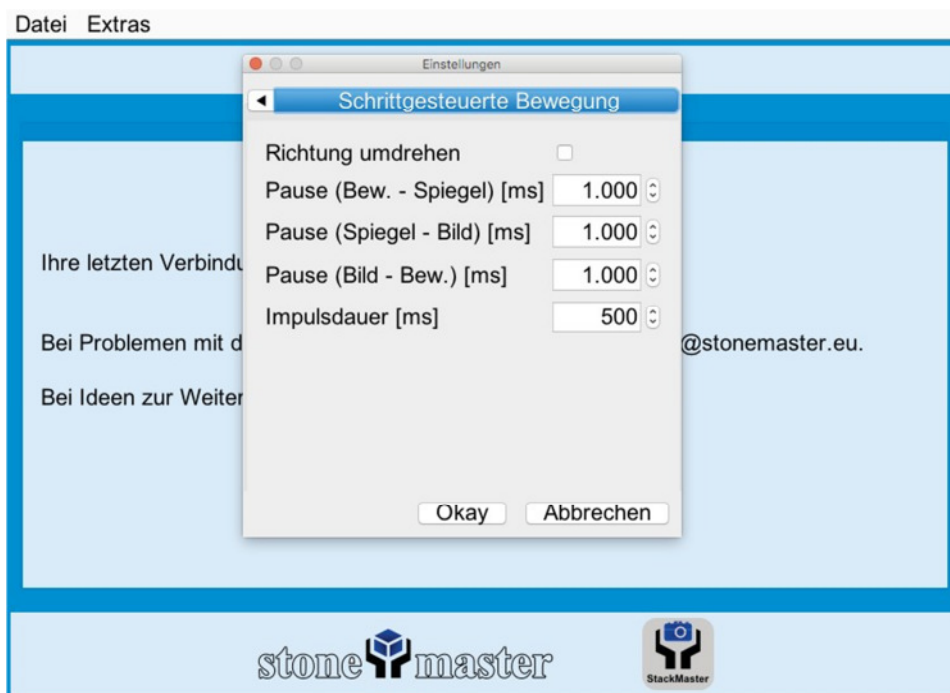 Datei Extras
Einstellungen
Schrittgesteuerte Bewegung
Richtung umdrehen
Pause (Bew. - Spiegel) [ms] 1.000
Pause (Spiegel - Bild) [ms] 1.000
Ihre letzten
Pause (Bild - Bew.) [ms] 1.000
Impulsdauer [ms] 500
Bei Problemen mit @stonemaster.eu.
Bei Ideen zur
Okay Abbrechen
stone master
StackMaster